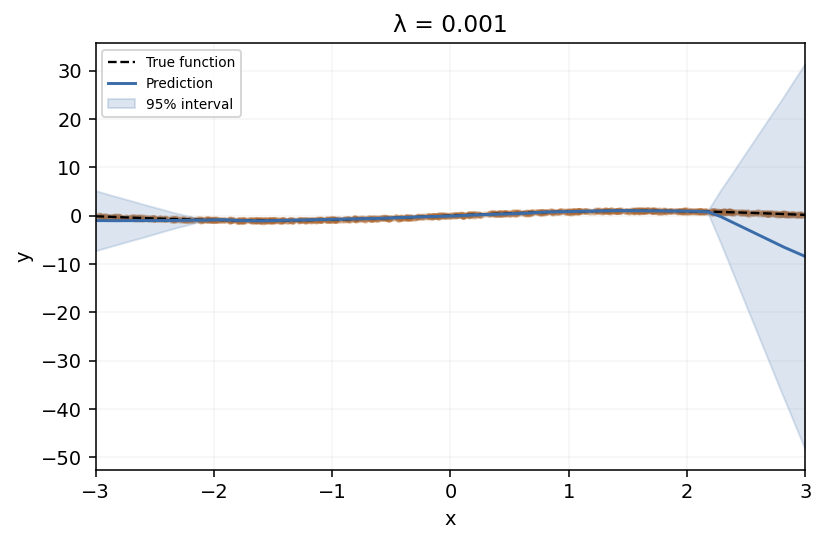 λ = 0.001
True function
Prediction
95% interval
30
20
10
0
−10
−20
−30
−40
−50
y
−3 −2 −1 0 1 2 3
x